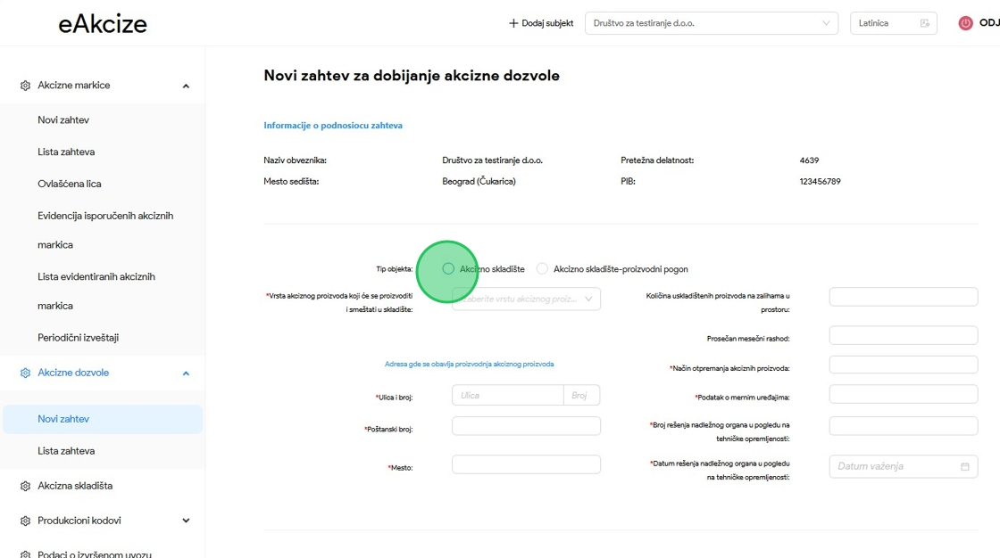 eAkcize
+ Dodaj subjekt
Društvo za testiranje d.o.o.
Latinica
ODJ
Akcizne markice
Novi zahtev
Lista zahteva
Ovlašćena lica
Evidencija isporučenih akciznih
markica
Lista evidentiranih akciznih
markica
Periodični izveštaji
Akcizne dozvole
Novi zahtev
Lista zahteva
Akcizna skladišta
Produkcioni kodovi
Podaci o izvršenom uvozu
Novi zahtev za dobijanje akcizne dozvole
Informacije o podnosiocu zahteva
Naziv obveznika: Društvo za testiranje d.o.o. Pretežna delatnost: 4639
Mesto sedišta: Beograd (Čukarica) PIB: 123456789
Tip objekta: Akcizno skladište Akcizno skladište-proizvodni pogon
*Vrsta akciznog proizvoda koji će se proizvoditi
i smeštati u skladište:
Izaberite vrstu akciznog proiz...
Adresa gde se obavlja proizvodnja akciznog proizvoda
*Ulica i broj: Ulica Broj
*Poštanski broj:
*Mesto:
Količina uskladištenih proizvoda na zalihama u
prostoru:
Prosečan mesečni rashod:
*Način otpremanja akciznih proizvoda:
*Podatak o mernim uređajima:
*Broj rešenja nadležnog organa u pogledu na
tehničke opremljenosti:
*Datum rešenja nadležnog organa u pogledu
na tehničke opremljenosti:
Datum važenja